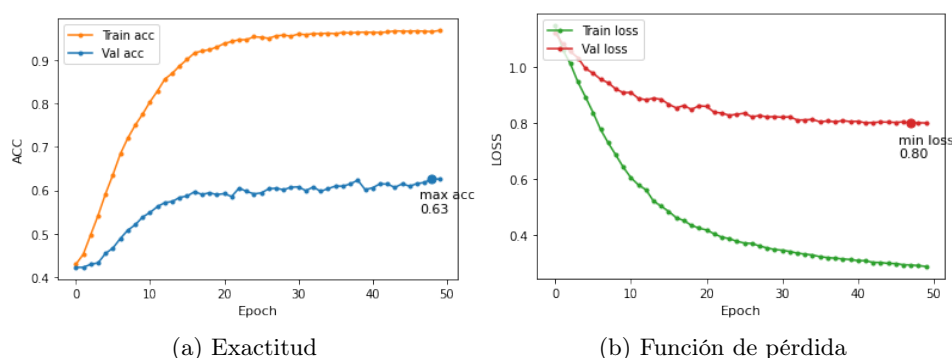 Train acc
Val acc
0.9
0.8
0.7
0.6
0.5
0.4
ACC
max acc
0.63
0 10 20 30 40 50
Epoch
(a) Exactitud
Train loss
Val loss
1.0
0.8
0.6
0.4
LOSS
min loss
0.80
0 10 20 30 40 50
Epoch
(b) Función de pérdida